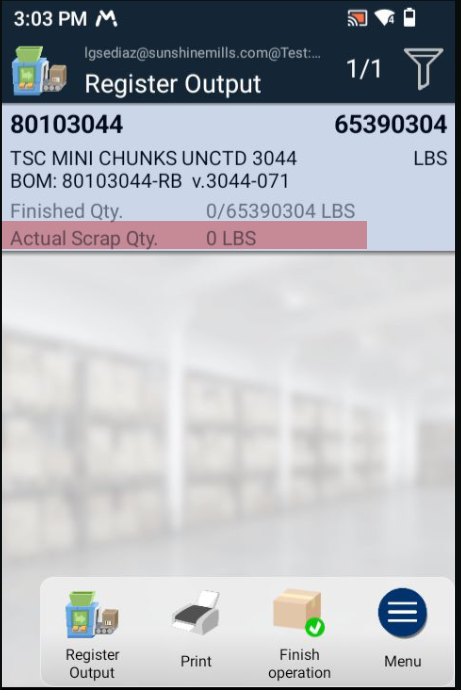 3:03 PM
lgsediaz@sunshinemills.com@Test:...
Register Output
1/1
80103044 65390304
TSC MINI CHUNKS UNCTD 3044 LBS
BOM: 80103044-RB v.3044-071
Finished Qty. 0/65390304 LBS
Actual Scrap Qty. 0 LBS
Register
Output
Print
Finish
operation
Menu